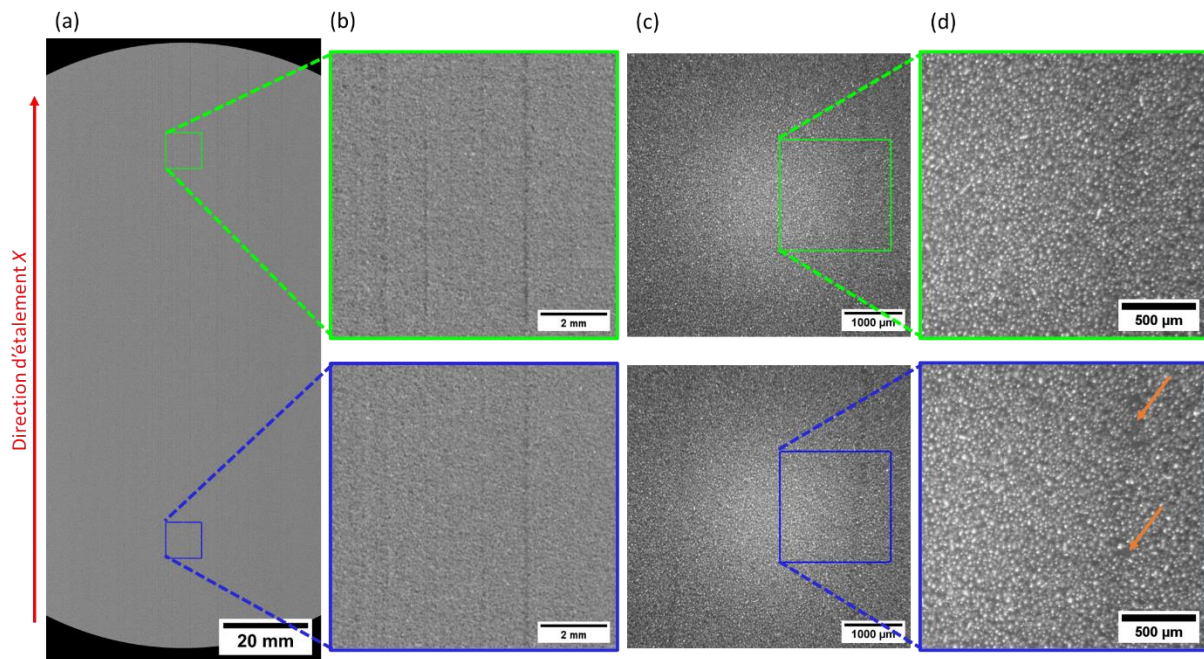 (a)
(b)
(c)
(d)
Direction d'étalement X
2 mm
1000 µm
500 µm
20 mm
2 mm
1000 µm
500 µm